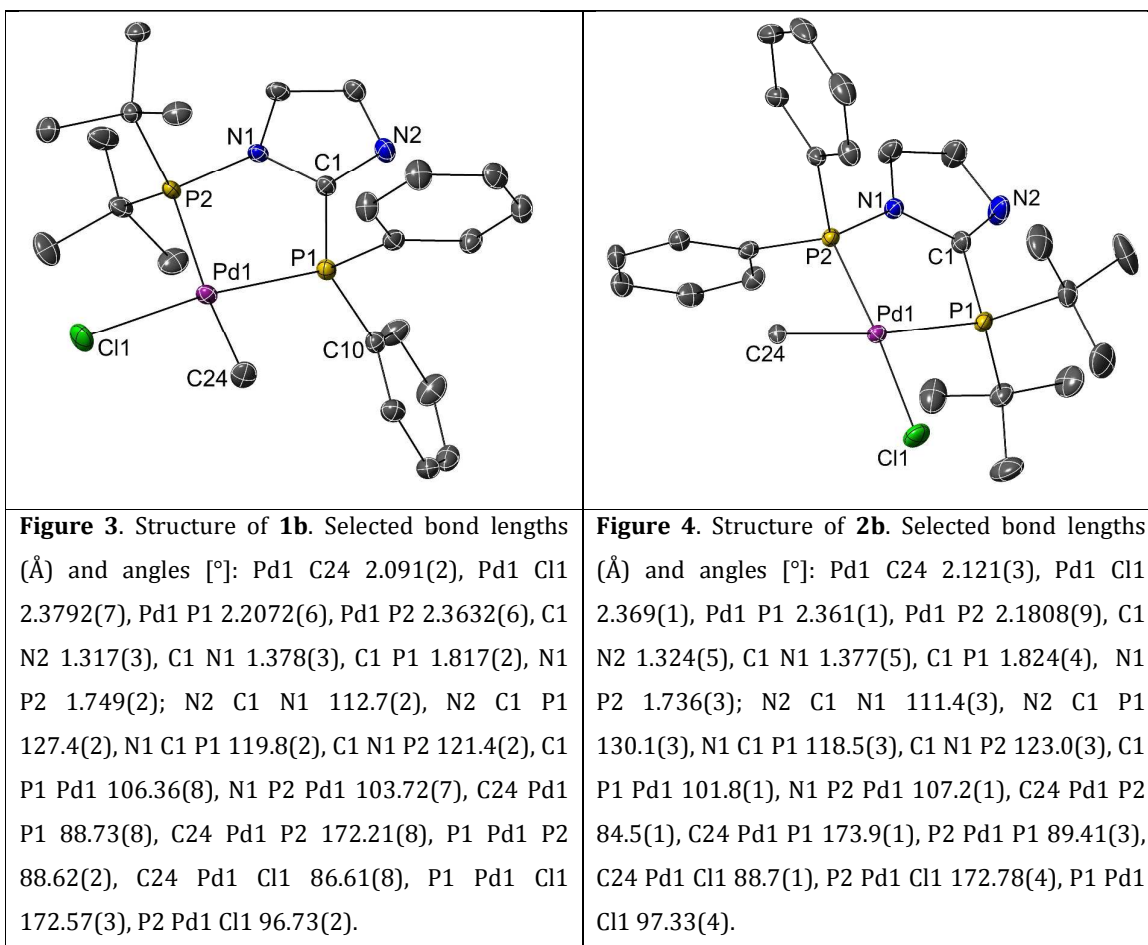 N1
N2
C1
P2
P1
Pd1
Cl1
C24
C10
N1
N2
C1
P2
P1
Pd1
C24
Cl1
Figure 3. Structure of 1b. Selected bond lengths
(Å) and angles [°]: Pd1 C24 2.091(2), Pd1 Cl1
2.3792(7), Pd1 P1 2.2072(6), Pd1 P2 2.3632(6), C1
N2 1.317(3), C1 N1 1.378(3), C1 P1 1.817(2), N1
P2 1.749(2); N2 C1 N1 112.7(2), N2 C1 P1
127.4(2), N1 C1 P1 119.8(2), C1 N1 P2 121.4(2), C1
P1 Pd1 106.36(8), N1 P2 Pd1 103.72(7), C24 Pd1
P1 88.73(8), C24 Pd1 P2 172.21(8), P1 Pd1 P2
88.62(2), C24 Pd1 Cl1 86.61(8), P1 Pd1 Cl1
172.57(3), P2 Pd1 Cl1 96.73(2).
Figure 4. Structure of 2b. Selected bond lengths
(Å) and angles [°]: Pd1 C24 2.121(3), Pd1 Cl1
2.369(1), Pd1 P1 2.361(1), Pd1 P2 2.1808(9), C1
N2 1.324(5), C1 N1 1.377(5), C1 P1 1.824(4), N1
P2 1.736(3); N2 C1 N1 111.4(3), N2 C1 P1
130.1(3), N1 C1 P1 118.5(3), C1 N1 P2 123.0(3), C1
P1 Pd1 101.8(1), N1 P2 Pd1 107.2(1), C24 Pd1 P2
84.5(1), C24 Pd1 P1 173.9(1), P2 Pd1 P1 89.41(3),
C24 Pd1 Cl1 88.7(1), P2 Pd1 Cl1 172.78(4), P1 Pd1
Cl1 97.33(4).